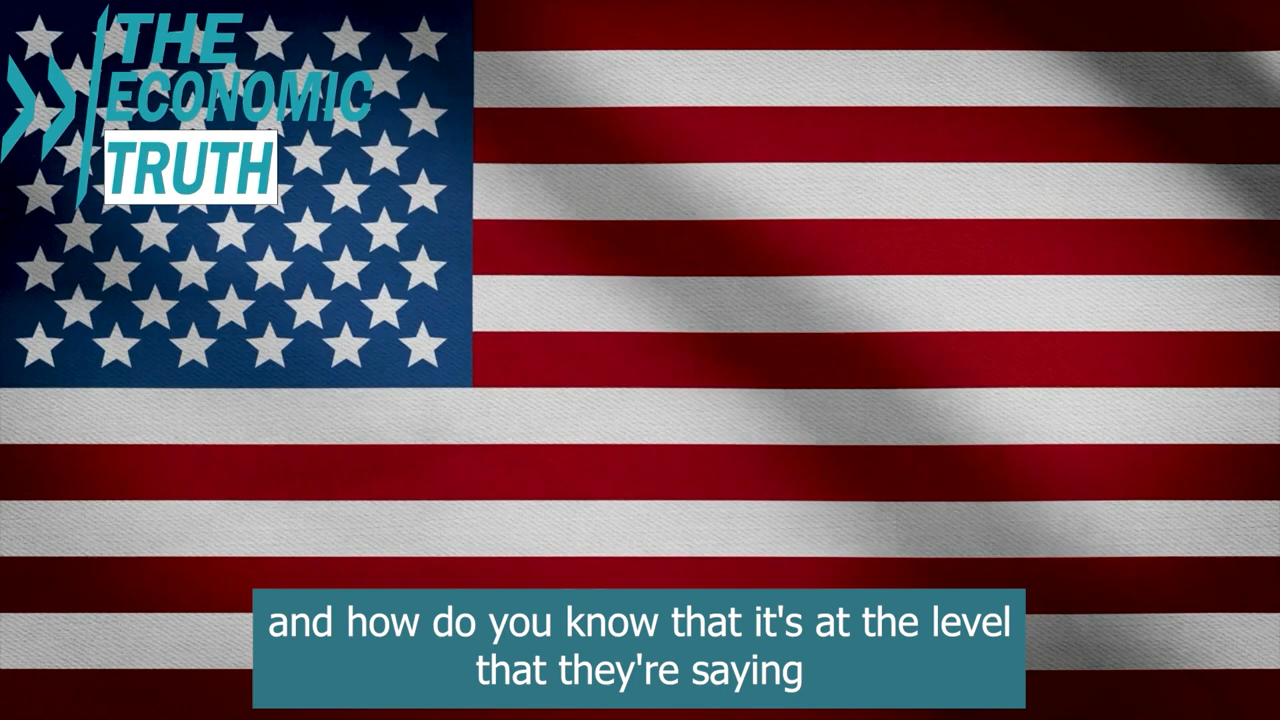 THE
ECONOMIC
TRUTH
and how do you know that it's at the level
that they're saying